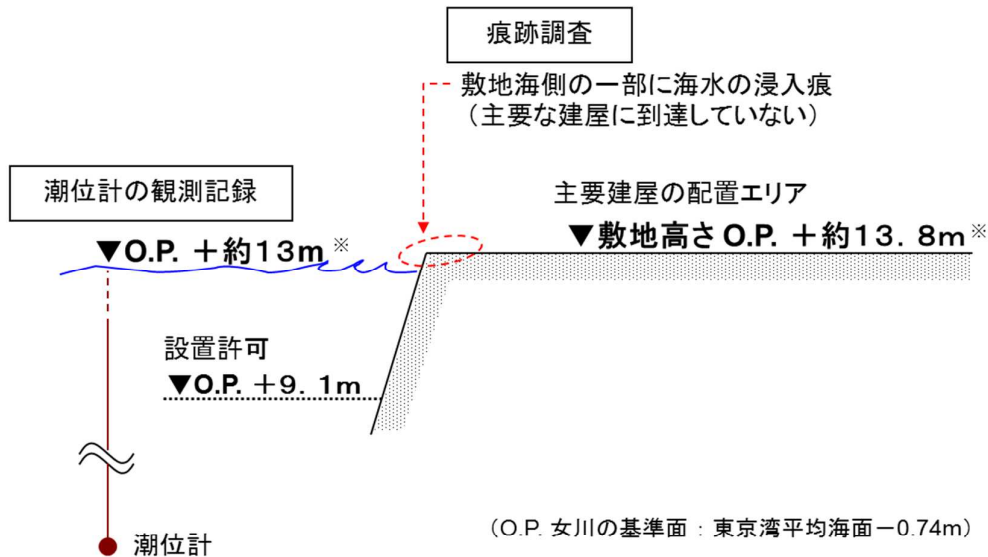 痕跡調査
敷地海側の一部に海水の浸入痕
（主要な建屋に到達していない）
潮位計の観測記録
主要建屋の配置エリア
▼O.P. ＋約13m※
▼敷地高さ O.P. ＋約13. 8m※
設置許可
▼O.P. ＋9. 1m
潮位計
（O.P. 女川の基準面 : 東京湾平均海面－0.74m）